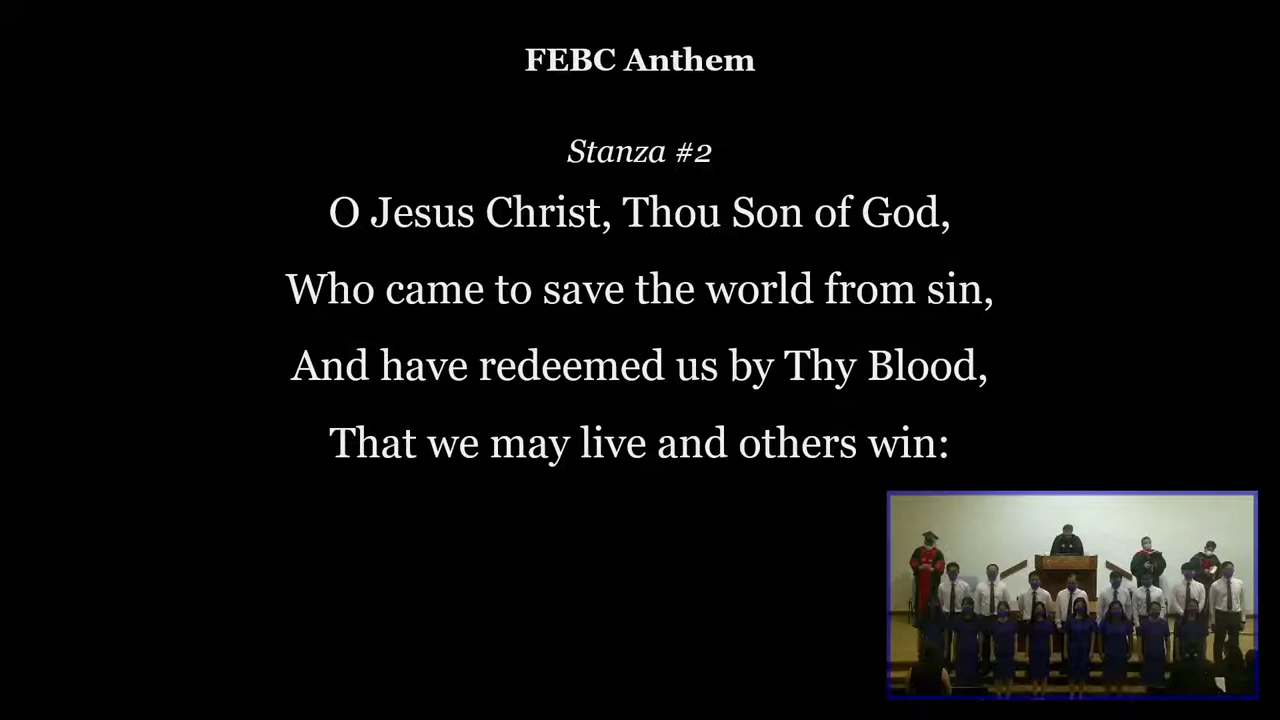 FEBC Anthem
Stanza #2
O Jesus Christ, Thou Son of God,
Who came to save the world from sin,
And have redeemed us by Thy Blood,
That we may live and others win: